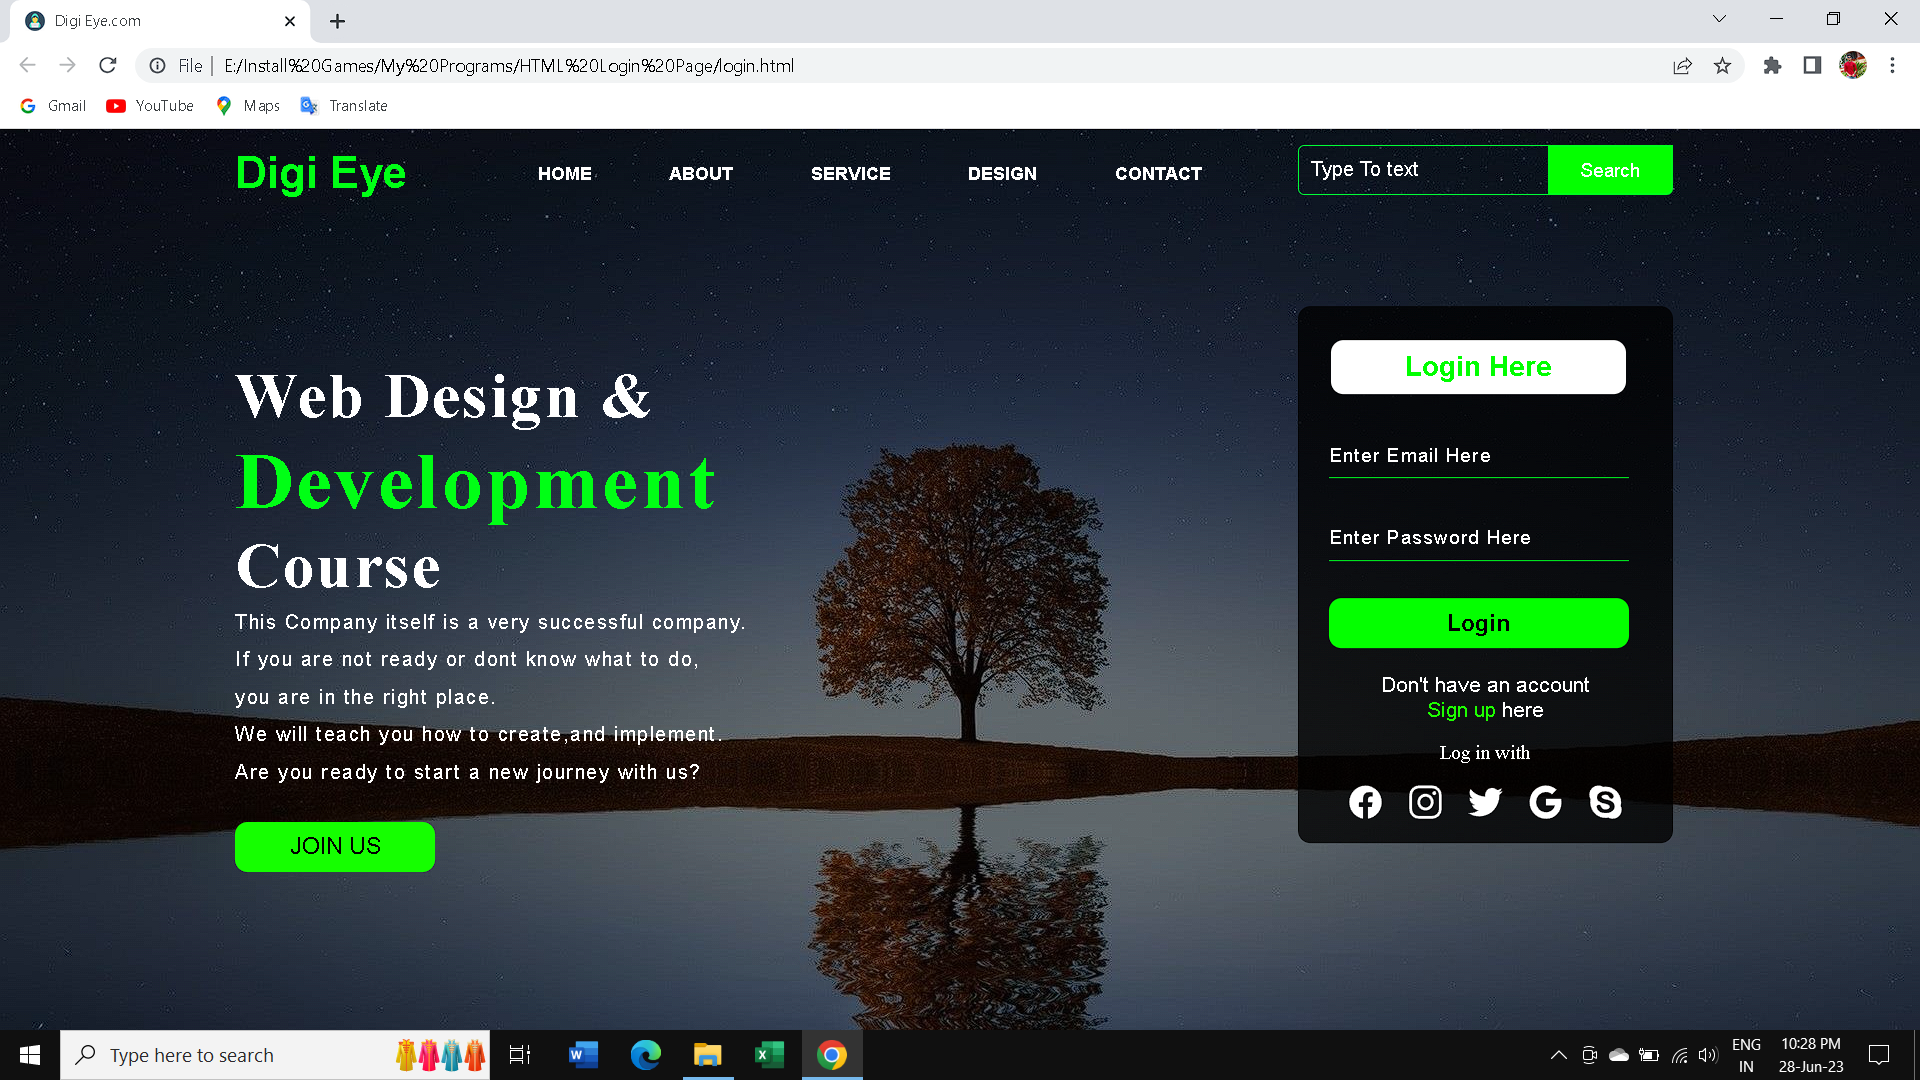 Digi Eye.com
File | E:/Install%20Games/My%20Programs/HTML%20Login%20Page/login.html
Gmail YouTube Maps Translate
Digi Eye HOME ABOUT SERVICE DESIGN CONTACT Type To text Search
Web Design &
Development
Course
This Company itself is a very successful company.
If you are not ready or dont know what to do,
you are in the right place.
We will teach you how to create,and implement.
Are you ready to start a new journey with us?
JOIN US
Login Here
Enter Email Here
Enter Password Here
Login
Don't have an account
Sign up here
Log in with
Type here to search
ENG
IN
10:28 PM
28-Jun-23